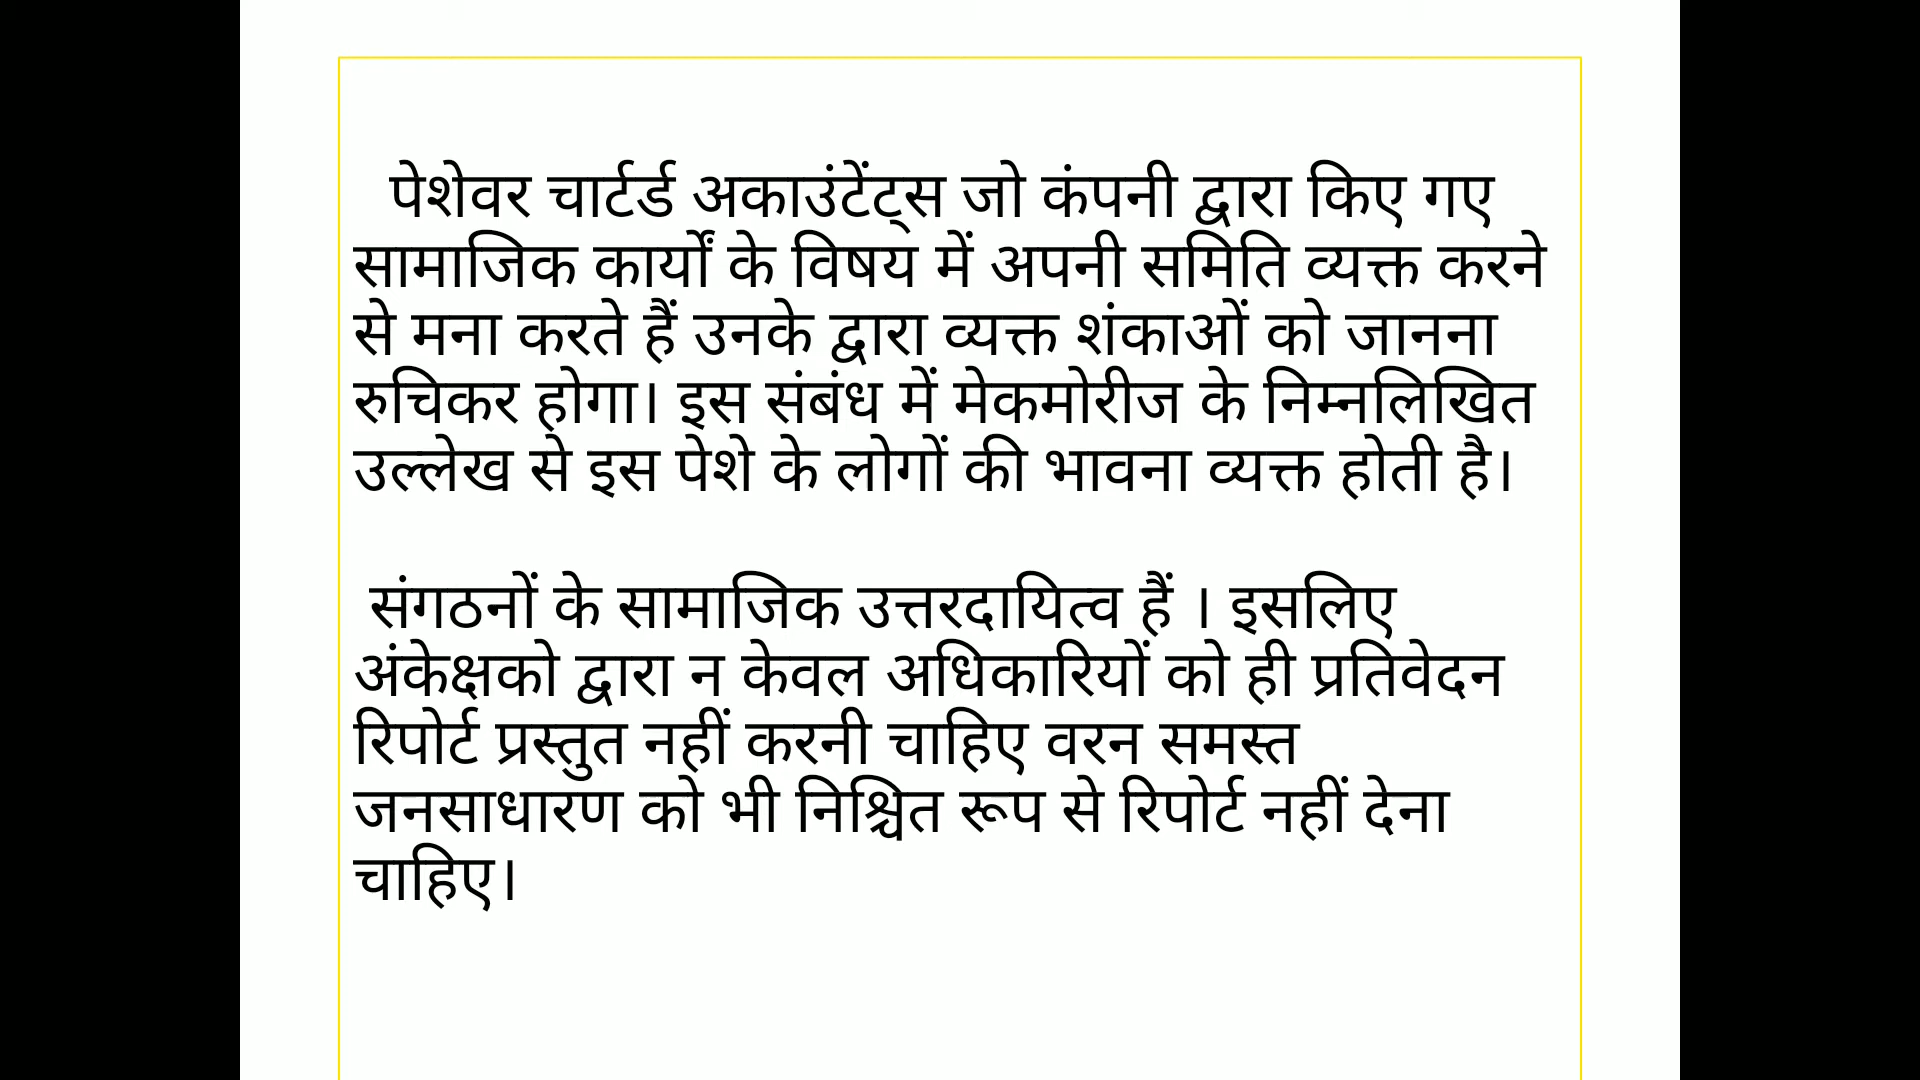 पेशेवर चार्टर्ड अकाउंटेंट्स जो कंपनी द्वारा किए गए
सामाजिक कार्यों के विषय में अपनी समिति व्यक्त करने
से मना करते हैं उनके द्वारा व्यक्त शंकाओं को जानना
रुचिकर होगा। इस संबंध में मेकमोरीज के निम्नलिखित
उल्लेख से इस पेशे के लोगों की भावना व्यक्त होती है।
संगठनों के सामाजिक उत्तरदायित्व हैं । इसलिए
अंकेक्षको द्वारा न केवल अधिकारियों को ही प्रतिवेदन
रिपोर्ट प्रस्तुत नहीं करनी चाहिए वरन समस्त
जनसाधारण को भी निश्चित रूप से रिपोर्ट नहीं देना
चाहिए।